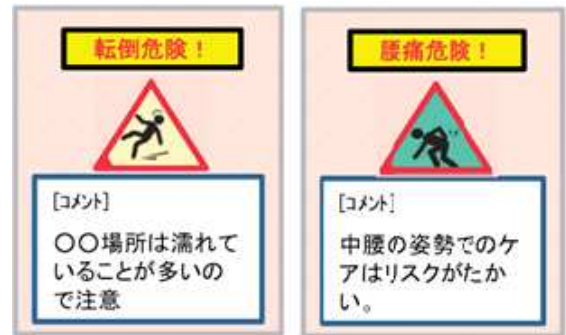 転倒危険！
[コメント]
〇〇場所は濡れて
いることが多いの
で注意
腰痛危険！
[コメント]
中腰の姿勢でのケ
アはリスクがたか
い。